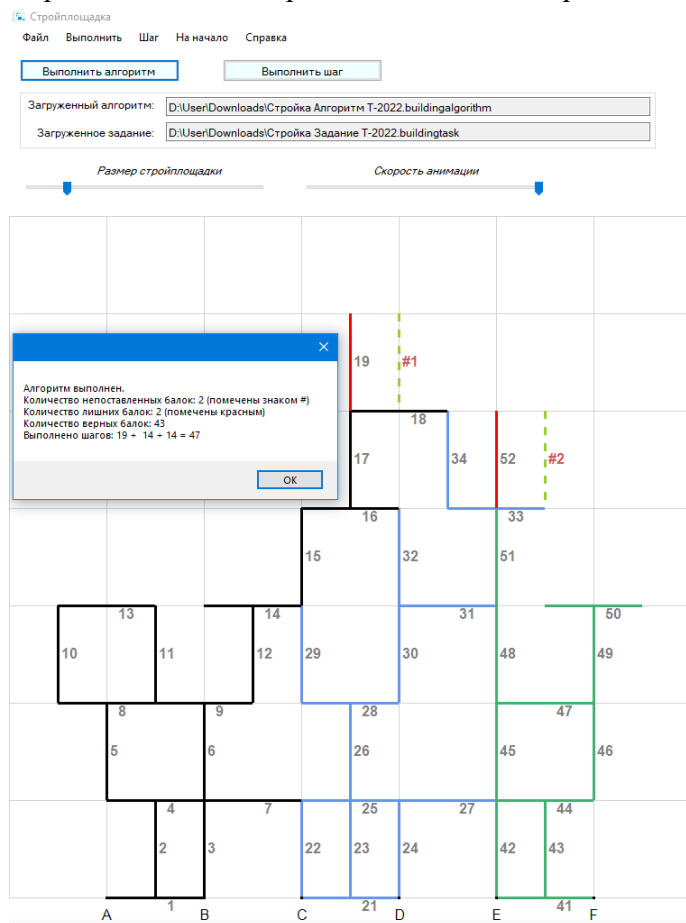 Стройплощадка
Файл Выполнить Шаг На начало Справка
Выполнить алгоритм Выполнить шаг
Загруженный алгоритм: D:\User\Downloads\Стройка Алгоритм Т-2022.buildingalgorithm
Загруженное задание: D:\User\Downloads\Стройка Задание Т-2022.buildingtask
Размер стройплощадки Скорость анимации
Алгоритм выполнен.
Количество непоставленных балок: 2 (помечены знаком #)
Количество лишних балок: 2 (помечены красным)
Количество верных балок: 43
Выполнено шагов: 19 + 14 + 14 = 47
OK
19 #1
18
17 34 52 #2
16 33
15 32 51
13 14 31 50
10 11 12 29 30 48 49
8 9 28 47
5 6 26 45 46
4 7 25 27 44
2 3 22 23 24 42 43
1 21 41
A B C D E F